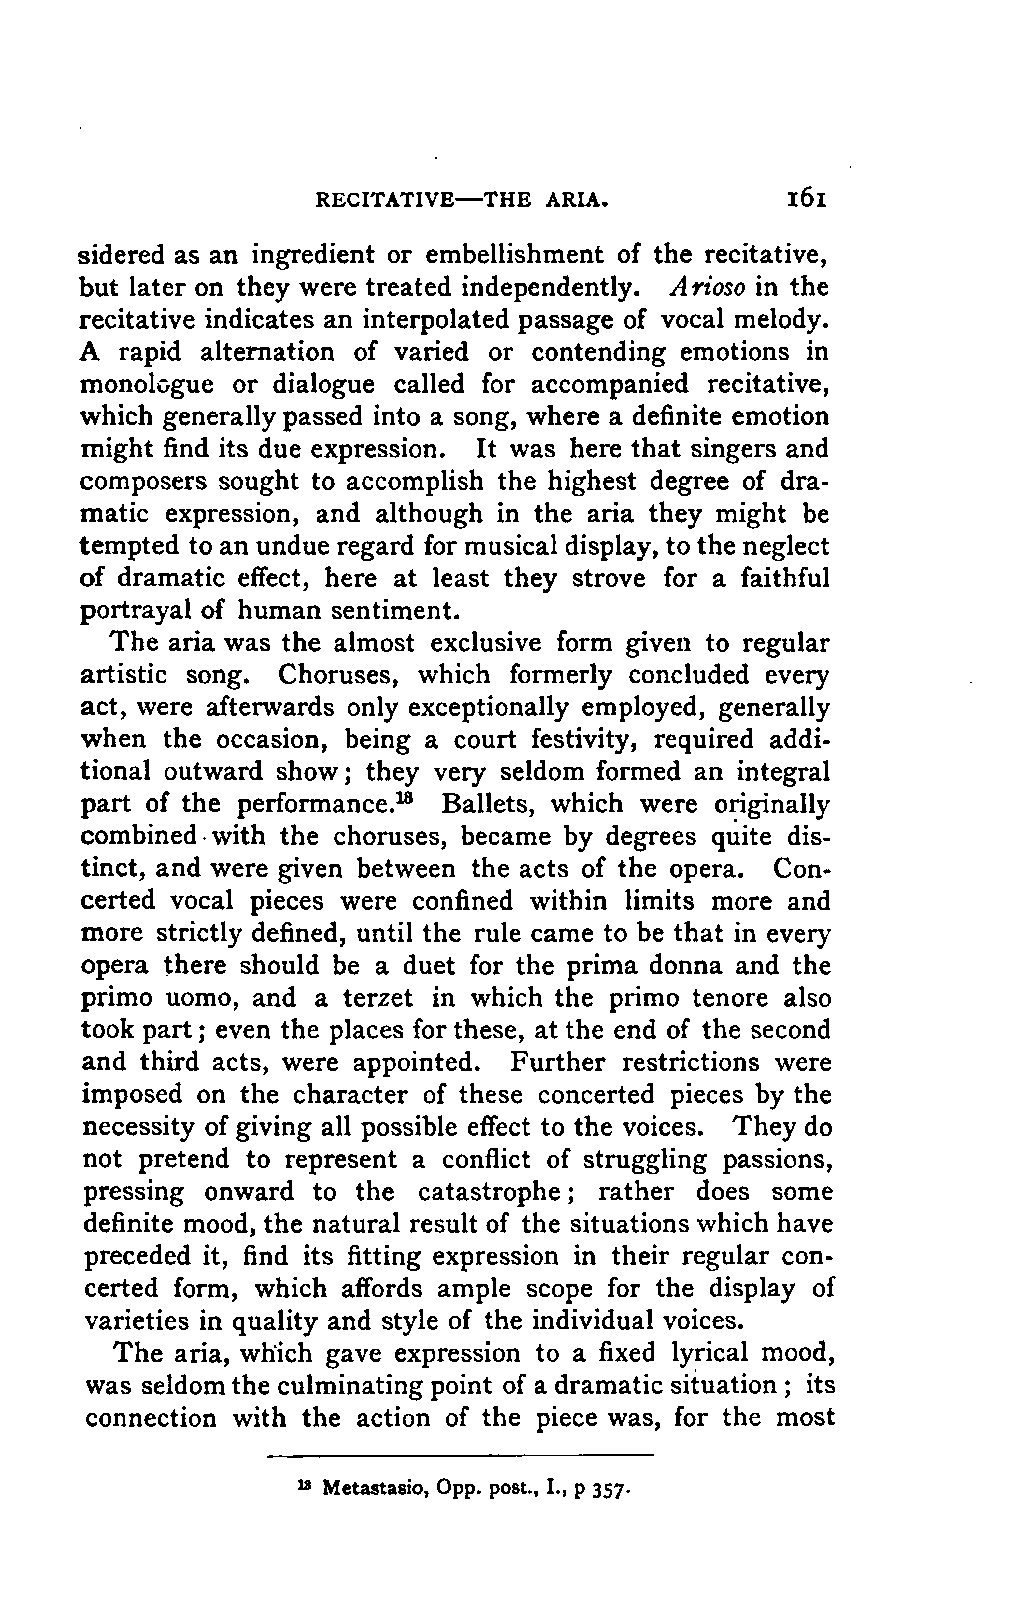 RECITATIVE—THE ARIA. 161
sidered as an ingredient or embellishment of the recitative,
but later on they were treated independently. Arioso in the
recitative indicates an interpolated passage of vocal melody.
A rapid alternation of varied or contending emotions in
monologue or dialogue called for accompanied recitative,
which generally passed into a song, where a definite emotion
might find its due expression. It was here that singers and
composers sought to accomplish the highest degree of dra-
matic expression, and although in the aria they might be
tempted to an undue regard for musical display, to the neglect
of dramatic effect, here at least they strove for a faithful
portrayal of human sentiment.
The aria was the almost exclusive form given to regular
artistic song. Choruses, which formerly concluded every
act, were afterwards only exceptionally employed, generally
when the occasion, being a court festivity, required addi-
tional outward show; they very seldom formed an integral
part of the performance.¹³ Ballets, which were originally
combined with the choruses, became by degrees quite dis-
tinct, and were given between the acts of the opera. Con-
certed vocal pieces were confined within limits more and
more strictly defined, until the rule came to be that in every
opera there should be a duet for the prima donna and the
primo uomo, and a terzet in which the primo tenore also
took part; even the places for these, at the end of the second
and third acts, were appointed. Further restrictions were
imposed on the character of these concerted pieces by the
necessity of giving all possible effect to the voices. They do
not pretend to represent a conflict of struggling passions,
pressing onward to the catastrophe; rather does some
definite mood, the natural result of the situations which have
preceded it, find its fitting expression in their regular con-
certed form, which affords ample scope for the display of
varieties in quality and style of the individual voices.
The aria, which gave expression to a fixed lyrical mood,
was seldom the culminating point of a dramatic situation; its
connection with the action of the piece was, for the most
¹³ Metastasio, Opp. post., I., p 357.